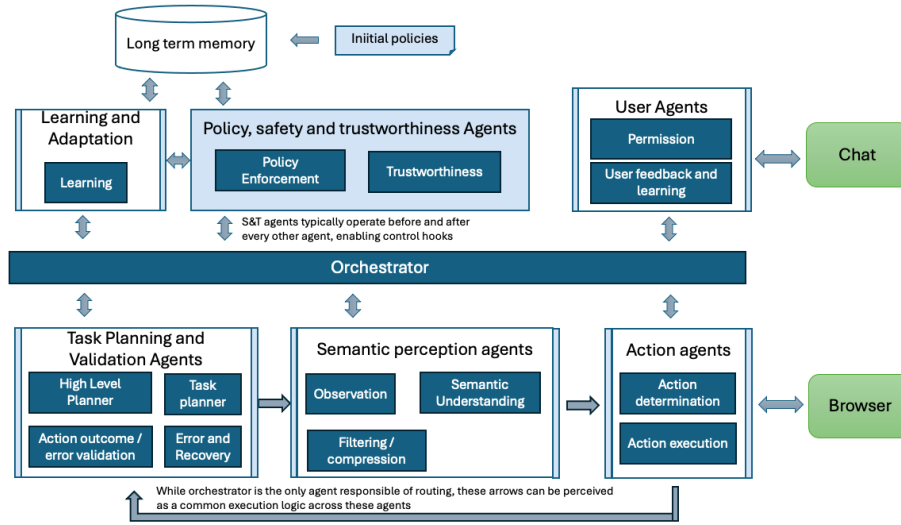 Long term memory
Iniitial policies
Learning and
Adaptation
Learning
Policy, safety and trustworthiness Agents
Policy
Enforcement
Trustworthiness
User Agents
Permission
User feedback and
learning
Chat
S&T agents typically operate before and after
every other agent, enabling control hooks
Orchestrator
Task Planning and
Validation Agents
High Level
Planner
Task
planner
Action outcome /
error validation
Error and
Recovery
Semantic perception agents
Observation
Semantic
Understanding
Filtering /
compression
Action agents
Action
determination
Action execution
Browser
While orchestrator is the only agent responsible of routing, these arrows can be perceived
as a common execution logic across these agents